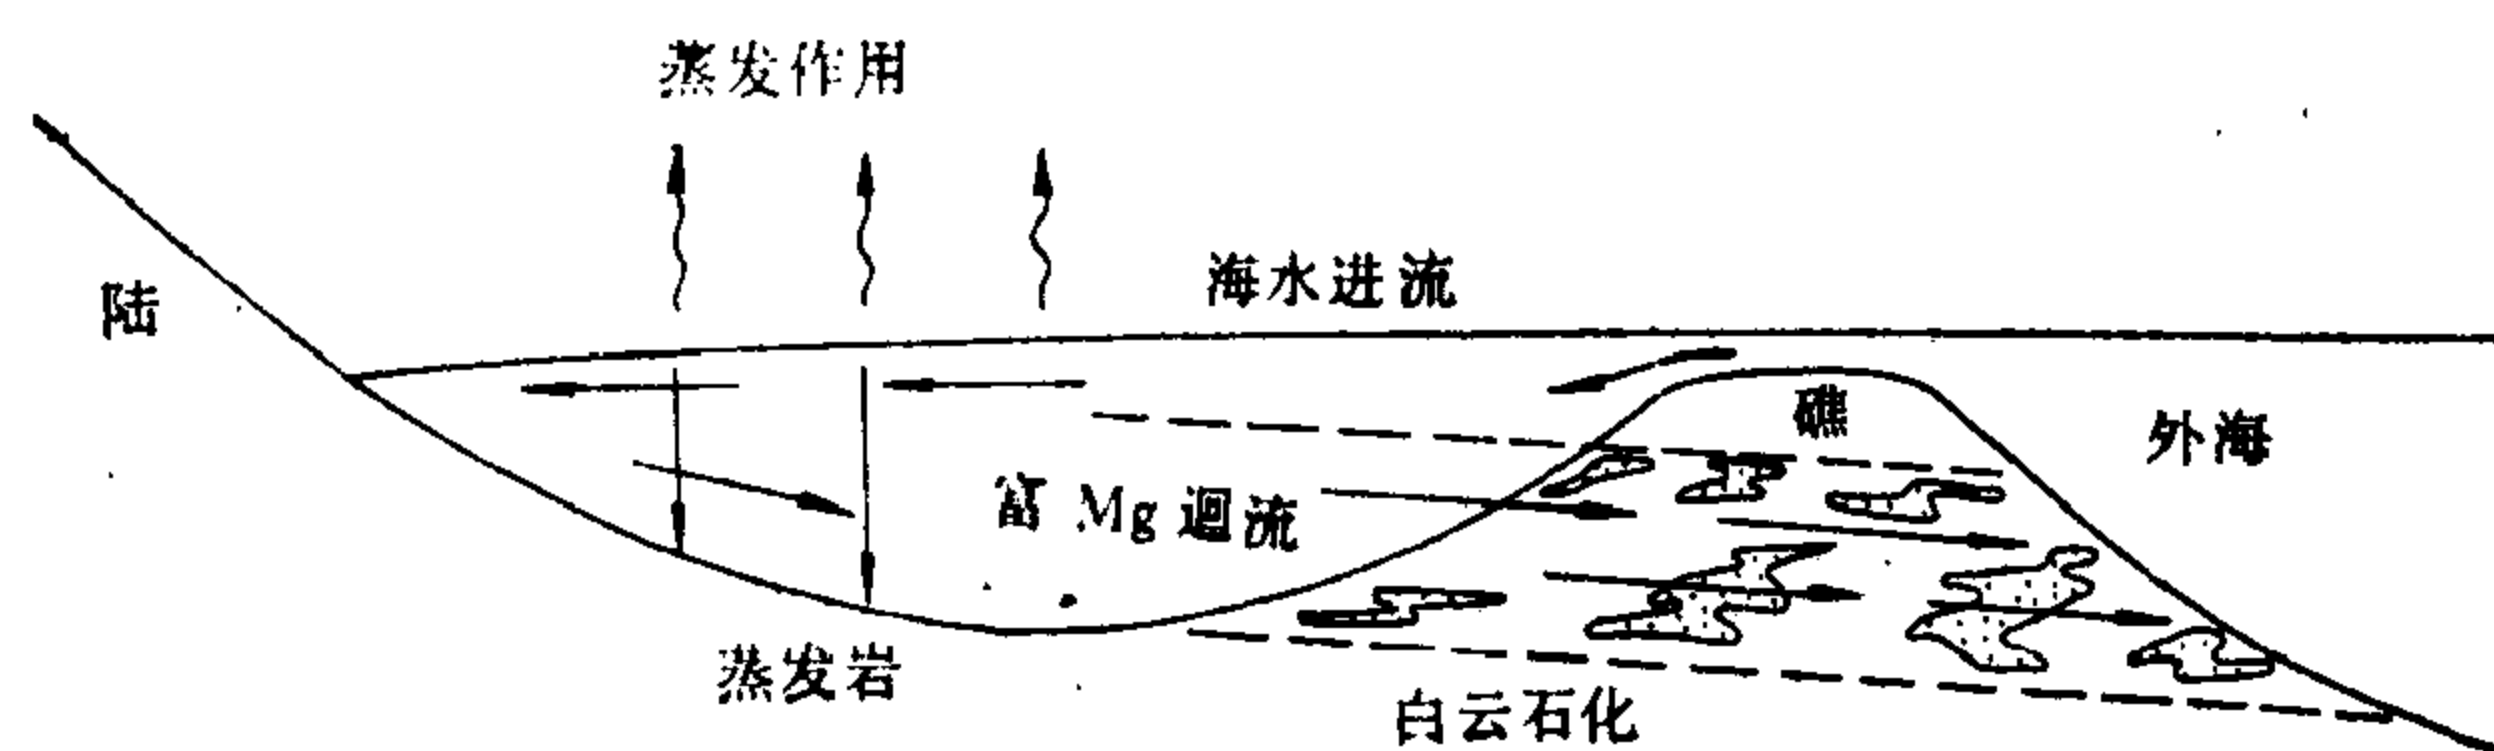 蒸发作用
海水进流
陆
礁
外海
富 Mg 迴流
蒸发岩
白云石化